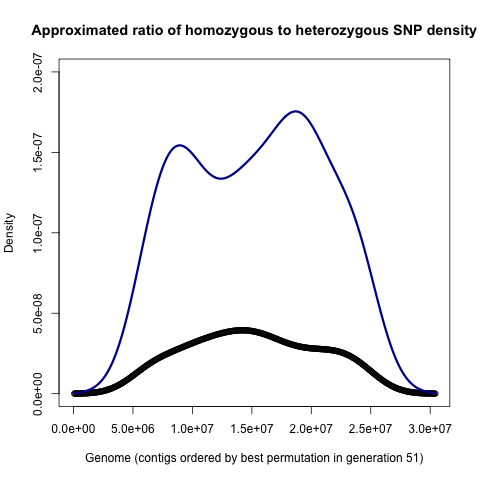 Approximated ratio of homozygous to heterozygous SNP density
Density
2.0e-07
1.5e-07
1.0e-07
5.0e-08
0.0e+00
0.0e+00 5.0e+06 1.0e+07 1.5e+07 2.0e+07 2.5e+07 3.0e+07
Genome (contigs ordered by best permutation in generation 51)